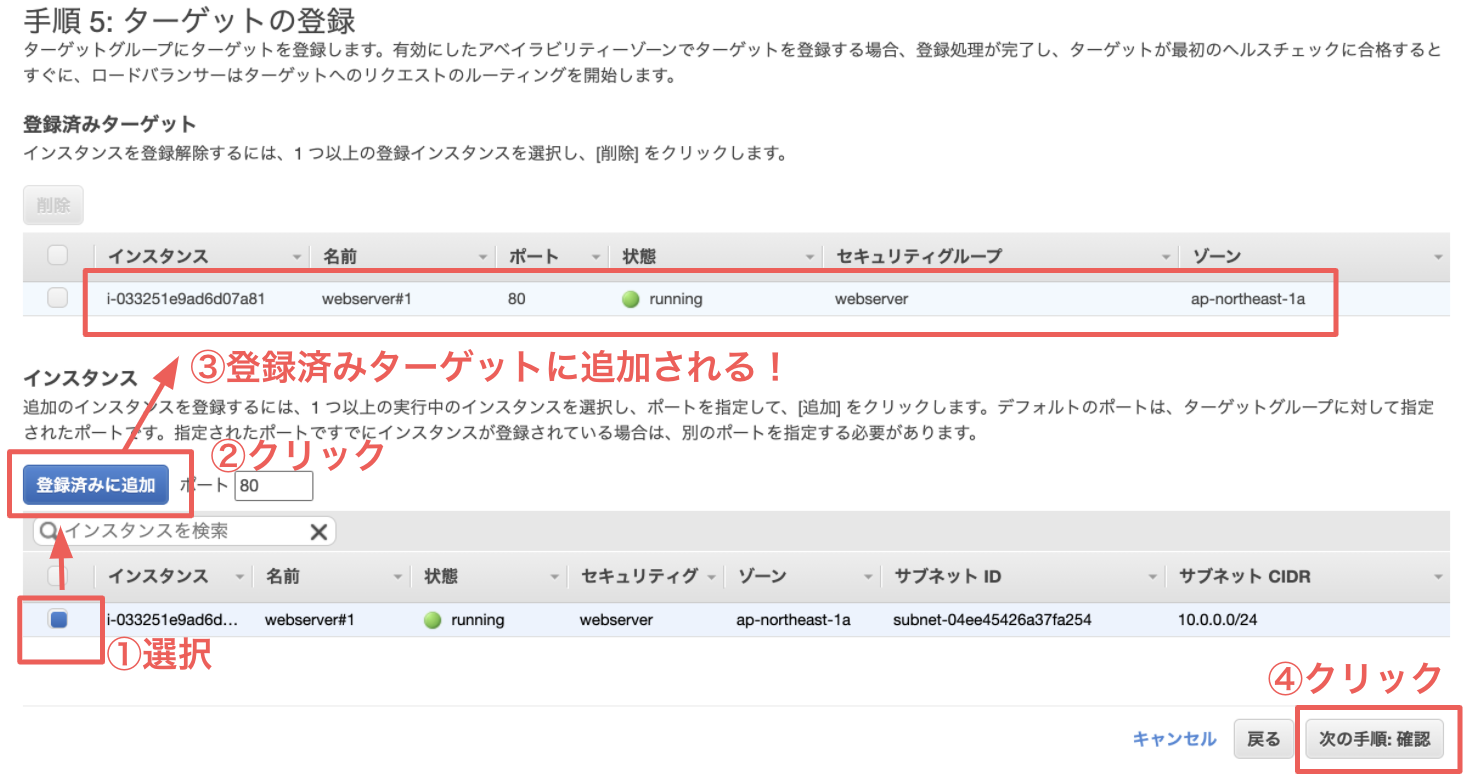 手順 5: ターゲットの登録
ターゲットグループにターゲットを登録します。有効にしたアベイラビリティーゾーンでターゲットを登録する場合、登録処理が完了し、ターゲットが最初のヘルスチェックに合格すると
すぐに、ロードバランサーはターゲットへのリクエストのルーティングを開始します。
登録済みターゲット
インスタンスを登録解除するには、1 つ以上の登録インスタンスを選択し、[削除] をクリックします。
削除
インスタンス 名前 ポート 状態 セキュリティグループ ゾーン
i-033251e9ad6d07a81 webserver#1 80 running webserver ap-northeast-1a
③登録済みターゲットに追加される！
インスタンス
追加のインスタンスを登録するには、1 つ以上の実行中のインスタンスを選択し、ポートを指定して、[追加] をクリックします。デフォルトのポートは、ターゲットグループに対して指定
されたポートです。指定されたポートですでにインスタンスが登録されている場合は、別のポートを指定する必要があります。
②クリック
登録済みに追加 ポート 80
インスタンスを検索
インスタンス 名前 状態 セキュリティグ ゾーン サブネット ID サブネット CIDR
i-033251e9ad6d... webserver#1 running webserver ap-northeast-1a subnet-04ee45426a37fa254 10.0.0.0/24
①選択
④クリック
キャンセル 戻る 次の手順: 確認